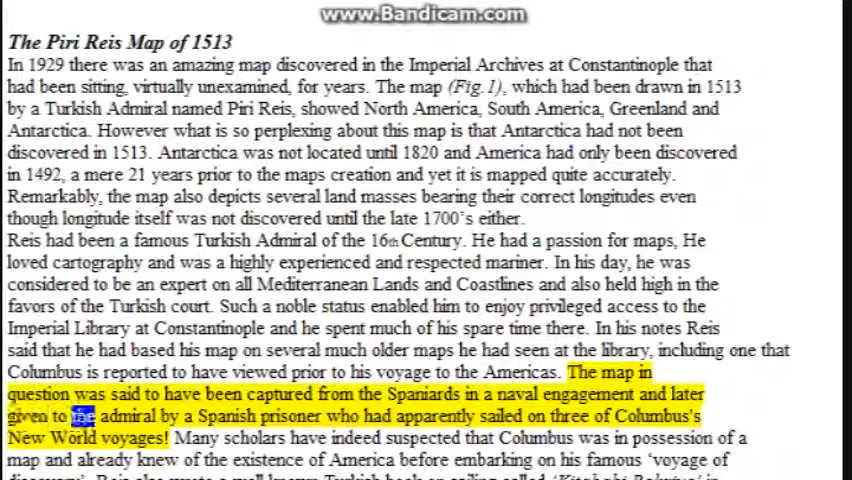 www.Bandicam.com
The Piri Reis Map of 1513
In 1929 there was an amazing map discovered in the Imperial Archives at Constantinople that
had been sitting, virtually unexamined, for years. The map (Fig.1), which had been drawn in 1513
by a Turkish Admiral named Piri Reis, showed North America, South America, Greenland and
Antarctica. However what is so perplexing about this map is that Antarctica had not been
discovered in 1513. Antarctica was not located until 1820 and America had only been discovered
in 1492, a mere 21 years prior to the maps creation and yet it is mapped quite accurately.
Remarkably, the map also depicts several land masses bearing their correct longitudes even
though longitude itself was not discovered until the late 1700's either.
Reis had been a famous Turkish Admiral of the 16th Century. He had a passion for maps, He
loved cartography and was a highly experienced and respected mariner. In his day, he was
considered to be an expert on all Mediterranean Lands and Coastlines and also held high in the
favors of the Turkish court. Such a noble status enabled him to enjoy privileged access to the
Imperial Library at Constantinople and he spent much of his spare time there. In his notes Reis
said that he had based his map on several much older maps he had seen at the library, including one that
Columbus is reported to have viewed prior to his voyage to the Americas. The map in
question was said to have been captured from the Spaniards in a naval engagement and later
given to the admiral by a Spanish prisoner who had apparently sailed on three of Columbus's
New World voyages! Many scholars have indeed suspected that Columbus was in possession of a
map and already knew of the existence of America before embarking on his famous 'voyage of
discovery'. Reis also wrote a well known Turkish book on sailing called